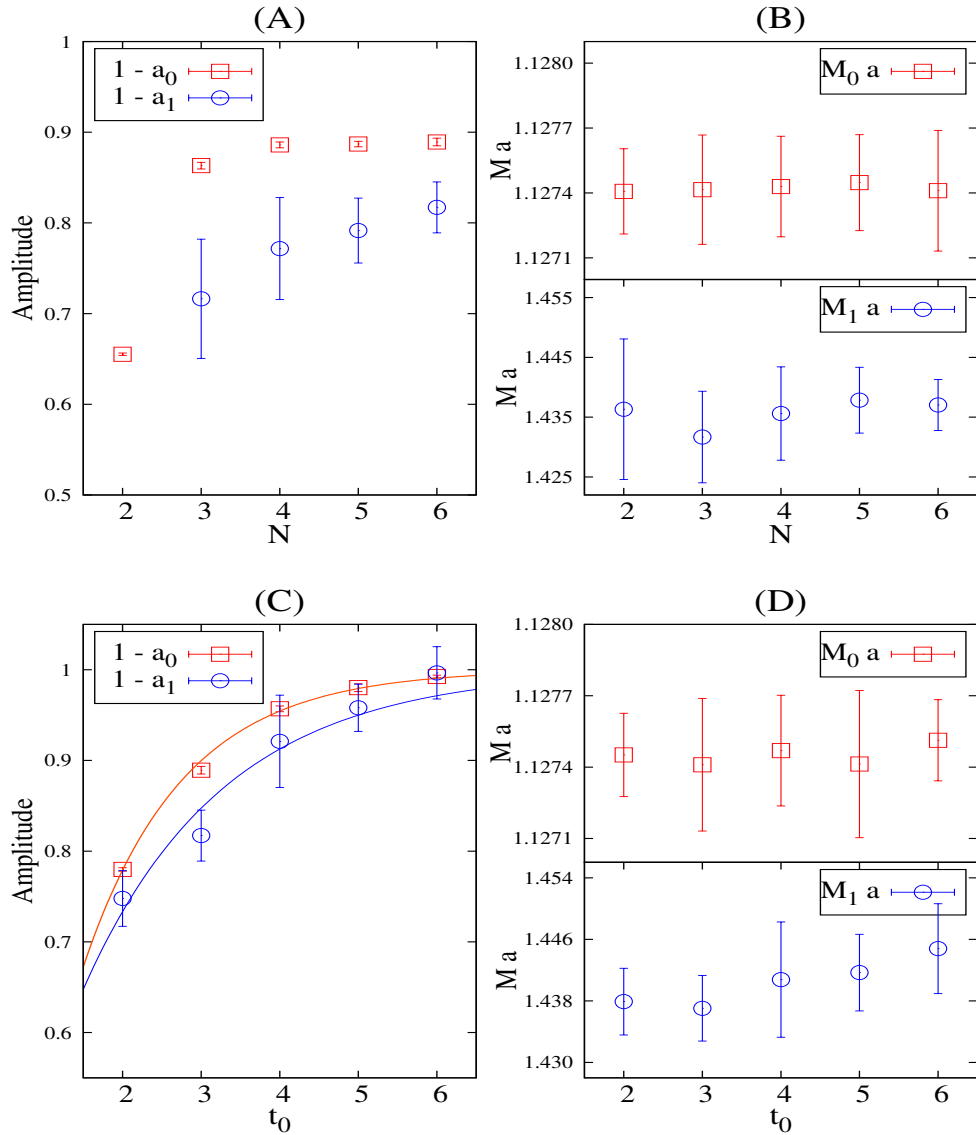 (A)
1 - a0
1 - a1
1
0.9
0.8
0.7
0.6
0.5
Amplitude
2 3 4 5 6
N
(B)
M0 a
1.1280
1.1277
1.1274
1.1271
M a
M1 a
1.455
1.445
1.435
1.425
M a
2 3 4 5 6
N
(C)
1 - a0
1 - a1
1
0.9
0.8
0.7
0.6
Amplitude
2 3 4 5 6
t0
(D)
M0 a
1.1280
1.1277
1.1274
1.1271
M a
M1 a
1.454
1.446
1.438
1.430
M a
2 3 4 5 6
t0